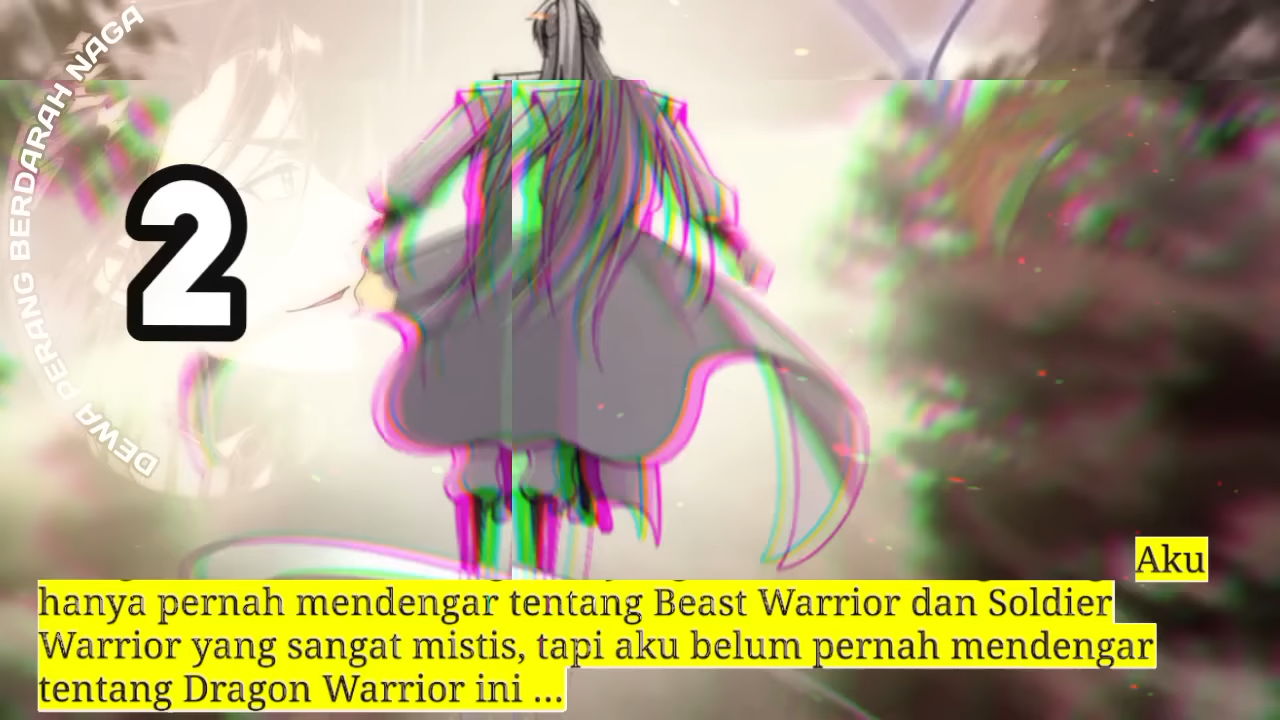 DEWA PERANG BERDARAH NAGA
2
Aku
hanya pernah mendengar tentang Beast Warrior dan Soldier
Warrior yang sangat mistis, tapi aku belum pernah mendengar
tentang Dragon Warrior ini ...